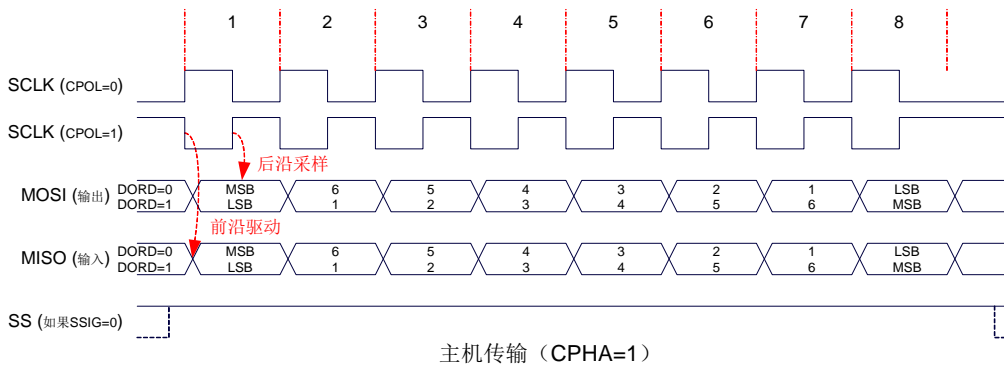 1 2 3 4 5 6 7 8
SCLK (CPOL=0)
SCLK (CPOL=1)
后沿采样
MOSI (输出) DORD=0 MSB 6 5 4 3 2 1 LSB
DORD=1 LSB 1 2 3 4 5 6 MSB
前沿驱动
MISO (输入) DORD=0 MSB 6 5 4 3 2 1 LSB
DORD=1 LSB 1 2 3 4 5 6 MSB
SS (如果SSIG=0)
主机传输（CPHA=1）